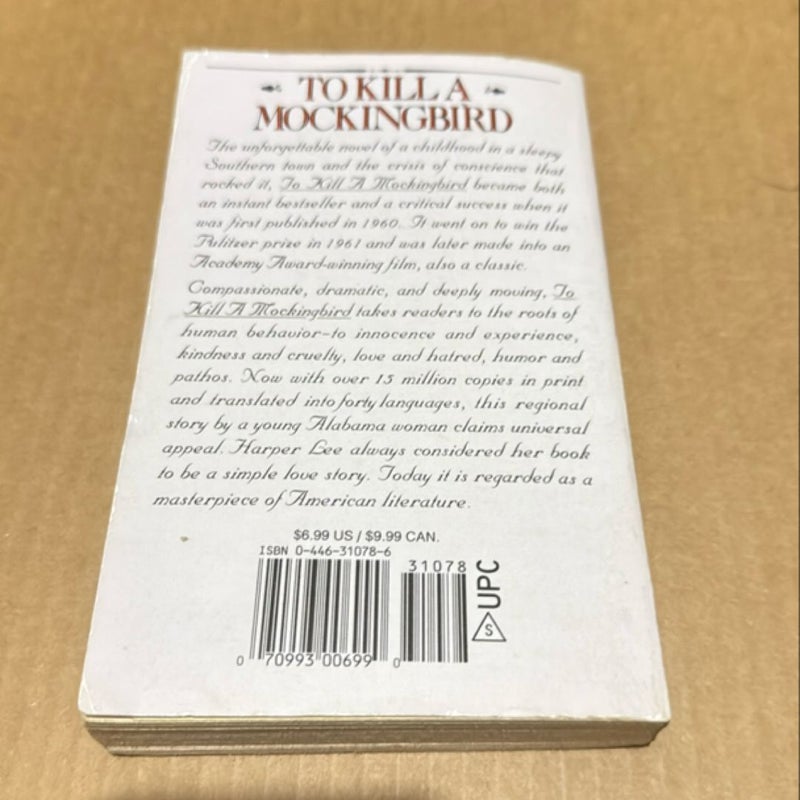 TO KILL A
MOCKINGBIRD
The unforgettable novel of a childhood in a sleepy
Southern town and the crisis of conscience that
rocked it, To Kill A Mockingbird became both
an instant bestseller and a critical success when it
was first published in 1960. It went on to win the
Pulitzer prize in 1961 and was later made into an
Academy Award-winning film, also a classic.
Compassionate, dramatic, and deeply moving, To
Kill A Mockingbird takes readers to the roots of
human behavior–to innocence and experience,
kindness and cruelty, love and hatred, humor and
pathos. Now with over 15 million copies in print
and translated into forty languages, this regional
story by a young Alabama woman claims universal
appeal. Harper Lee always considered her book
to be a simple love story. Today it is regarded as a
masterpiece of American literature.
$6.99 US / $9.99 CAN.
ISBN 0-446-31078-6
31078
UPC
S
0 70993 00699 0